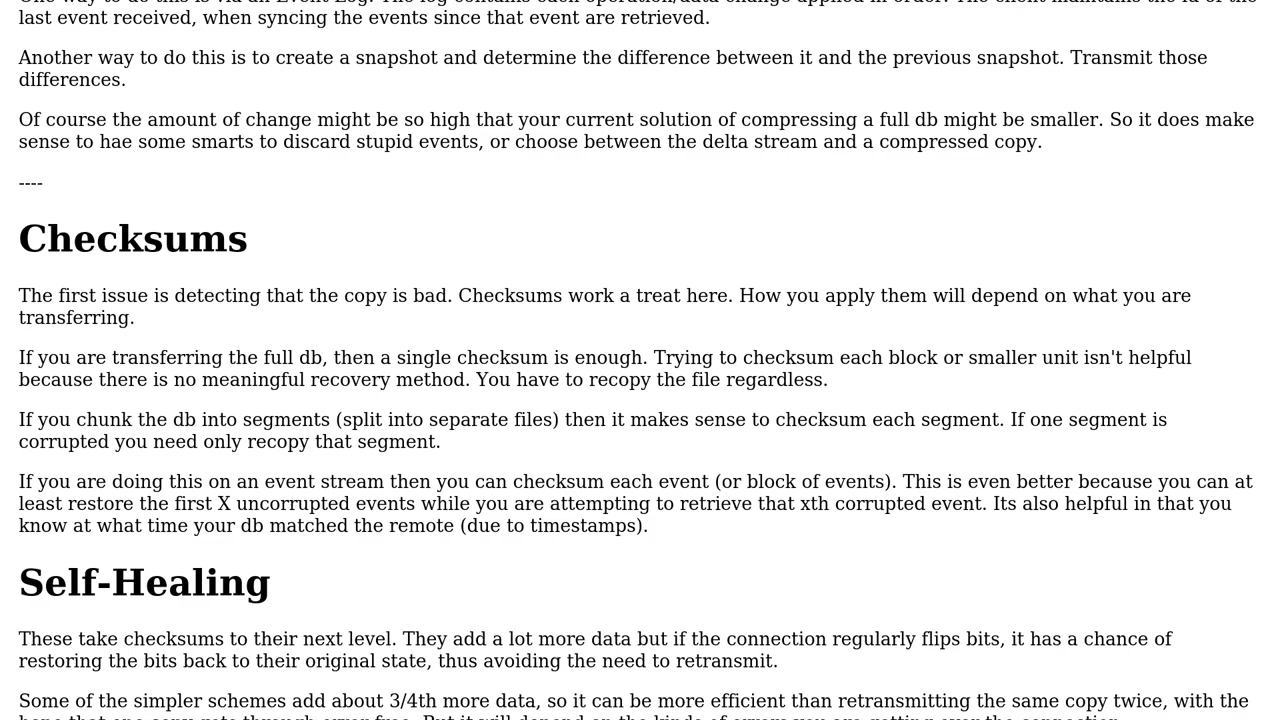 last event received, when syncing the events since that event are retrieved.
Another way to do this is to create a snapshot and determine the difference between it and the previous snapshot. Transmit those
differences.
Of course the amount of change might be so high that your current solution of compressing a full db might be smaller. So it does make
sense to hae some smarts to discard stupid events, or choose between the delta stream and a compressed copy.
----
Checksums
The first issue is detecting that the copy is bad. Checksums work a treat here. How you apply them will depend on what you are
transferring.
If you are transferring the full db, then a single checksum is enough. Trying to checksum each block or smaller unit isn't helpful
because there is no meaningful recovery method. You have to recopy the file regardless.
If you chunk the db into segments (split into separate files) then it makes sense to checksum each segment. If one segment is
corrupted you need only recopy that segment.
If you are doing this on an event stream then you can checksum each event (or block of events). This is even better because you can at
least restore the first X uncorrupted events while you are attempting to retrieve that xth corrupted event. Its also helpful in that you
know at what time your db matched the remote (due to timestamps).
Self-Healing
These take checksums to their next level. They add a lot more data but if the connection regularly flips bits, it has a chance of
restoring the bits back to their original state, thus avoiding the need to retransmit.
Some of the simpler schemes add about 3/4th more data, so it can be more efficient than retransmitting the same copy twice, with the